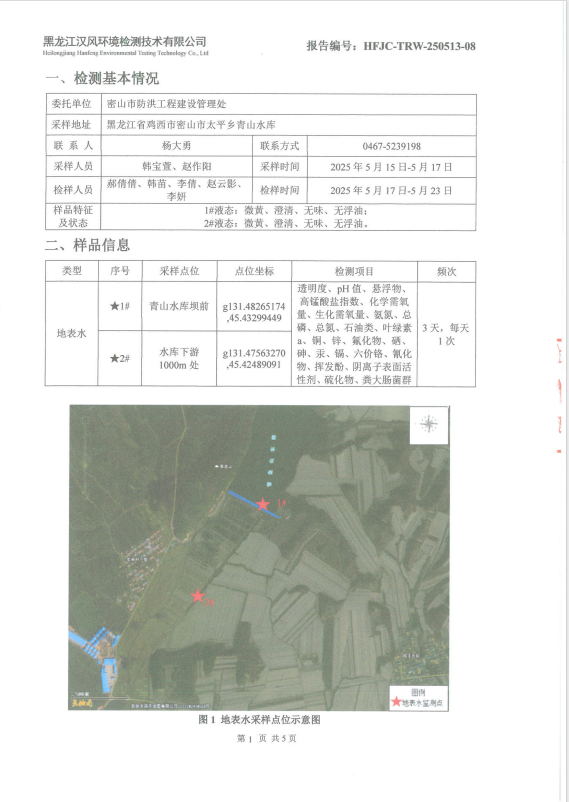 黑龙江汉风环境检测技术有限公司
Heilongjiang Hanfeng Environmental Testing Technology Co., Ltd
报告编号：HFJC-TRW-250513-08
一、检测基本情况
委托单位 密山市防洪工程建设管理处
采样地址 黑龙江省鸡西市密山市太平乡青山水库
联 系 人 杨大勇 联系方式 0467-5239198
采样人员 韩宝萱、赵作阳 采样时间 2025 年 5 月 15日-5 月 17日
检样人员 郝倩倩、韩苗、李倩、赵云影、
李妍 检样时间 2025 年 5 月 17日-5 月 23日
样品特征
及状态
1#液态：微黄、澄清、无味、无浮油；
2#液态：微黄、澄清、无味、无浮油。
二、样品信息
类型 序号 采样点位 点位坐标 检测项目 频次
地表水
★1# 青山水库坝前 g131.48265174
,45.43299449
★2# 水库下游
1000m 处
g131.47563270
,45.42489091
透明度、pH 值、悬浮物、
高锰酸盐指数、化学需氧
量、生化需氧量、氨氮、总
磷、总氮、石油类、叶绿素
a、铜、锌、氟化物、硒、
砷、汞、镉、六价铬、氰化
物、挥发酚、阴离子表面活
性剂、硫化物、粪大肠菌群
3 天，每天
1 次
1#
2#
图例
★地表水监测点
图 1 地表水采样点位示意图
第 1 页 共 5 页